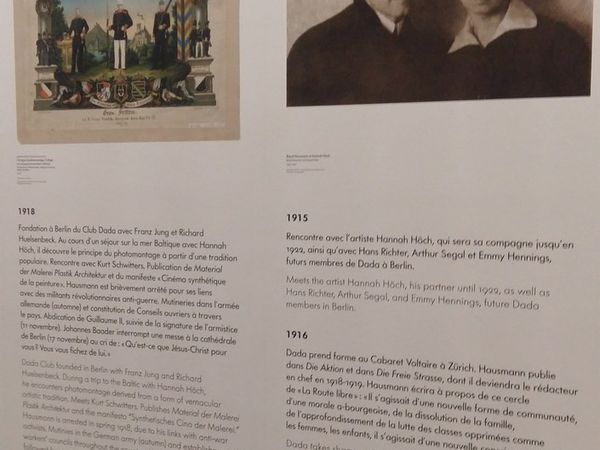 1918
Fondation à Berlin du Club Dada avec Franz Jung et Richard
Huelsenbeck. Au cours d'un séjour sur la mer Baltique avec Hannah
Höch, il découvre le principe du photomontage à partir d'une tradition
populaire. Rencontre avec Kurt Schwitters. Publication de Material
der Malerei Plastik Architektur et du manifeste « Cinéma synthétique
de la peinture ». Hausmann est brièvement arrêté pour ses liens
avec des militants révolutionnaires anti-guerre. Mutineries dans l'armée
allemande (automne) et constitution de Conseils ouvriers à travers
le pays. Abdication de Guillaume II, suivie de la signature de l'armistice
(11 novembre). Johannes Baader interrompt une messe à la cathédrale
de Berlin (17 novembre) au cri de : « Qu'est-ce que Jésus-Christ pour
vous ? Vous vous fichez de lui. »
Dada Club founded in Berlin with Franz Jung and Richard
Huelsenbeck. During a trip to the Baltic with Hannah Höch,
he encounters photomontage derived from a form of vernacular
artistic tradition. Meets Kurt Schwitters. Publishes Material der Malerei
Plastik Architektur and the manifesto "Synthetisches Cino der Malerei."
Hausmann is arrested in spring 1918, due to his links with anti-war
activists. Mutinies in the German army (autumn) and establishment
workers' councils throughout the
1915
Rencontre avec l'artiste Hannah Höch, qui sera sa compagne jusqu'en
1922, ainsi qu'avec Hans Richter, Arthur Segal et Emmy Hennings,
futurs membres de Dada à Berlin.
Meets the artist Hannah Höch, his partner until 1922, as well as
Hans Richter, Arthur Segal, and Emmy Hennings, future Dada
members in Berlin.
1916
Dada prend forme au Cabaret Voltaire à Zürich. Hausmann publie
dans Die Aktion et dans Die Freie Strasse, dont il deviendra le rédacteur
en chef en 1918-1919. Hausmann écrira à propos de ce cercle
de « La Route libre » : « Il s'agissait d'une nouvelle forme de communauté,
d'une morale a-bourgeoise, de la dissolution de la famille,
de l'approfondissement de la lutte des classes opprimées comme
les femmes, les enfants, il s'agissait d'une nouvelle
Dada takes